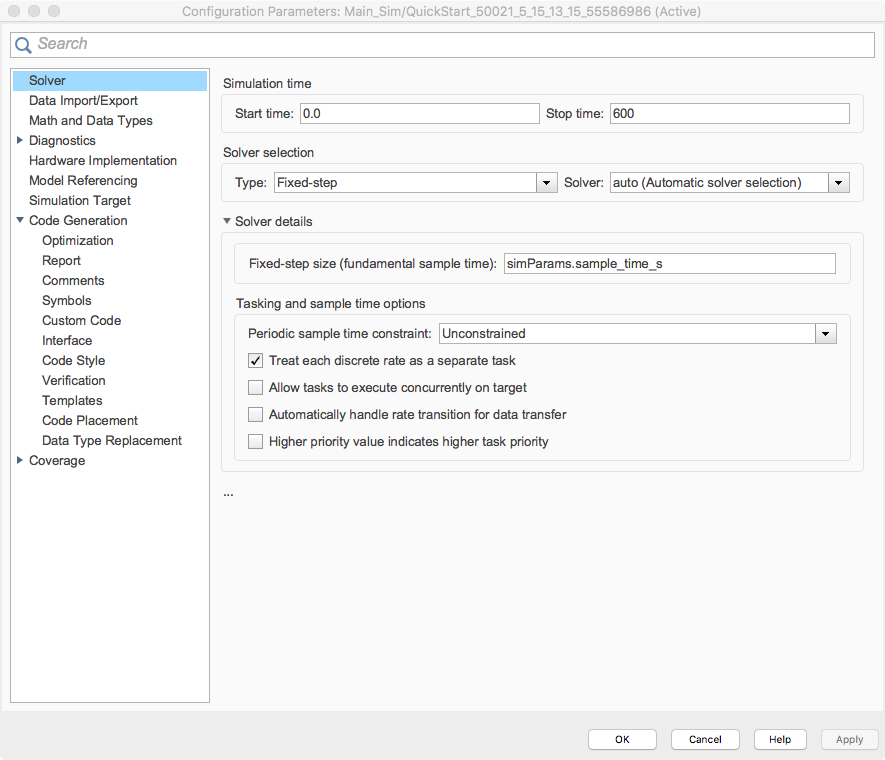 Configuration Parameters: Main_Sim/QuickStart_50021_5_15_13_15_55586986 (Active)
Search
Solver
Data Import/Export
Math and Data Types
Diagnostics
Hardware Implementation
Model Referencing
Simulation Target
Code Generation
Optimization
Report
Comments
Symbols
Custom Code
Interface
Code Style
Verification
Templates
Code Placement
Data Type Replacement
Coverage
Simulation time
Start time: 0.0 Stop time: 600
Solver selection
Type: Fixed-step Solver: auto (Automatic solver selection)
Solver details
Fixed-step size (fundamental sample time): simParams.sample_time_s
Tasking and sample time options
Periodic sample time constraint: Unconstrained
Treat each discrete rate as a separate task
Allow tasks to execute concurrently on target
Automatically handle rate transition for data transfer
Higher priority value indicates higher task priority
...
OK Cancel Help Apply